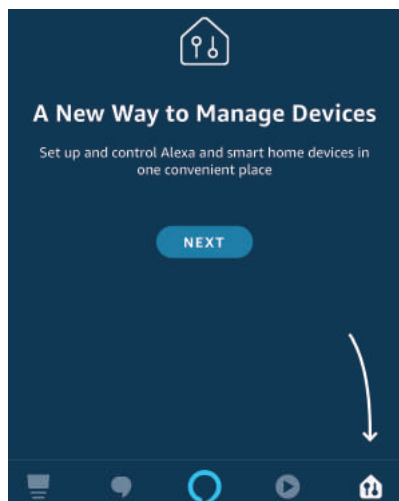 A New Way to Manage Devices
Set up and control Alexa and smart home devices in
one convenient place
NEXT